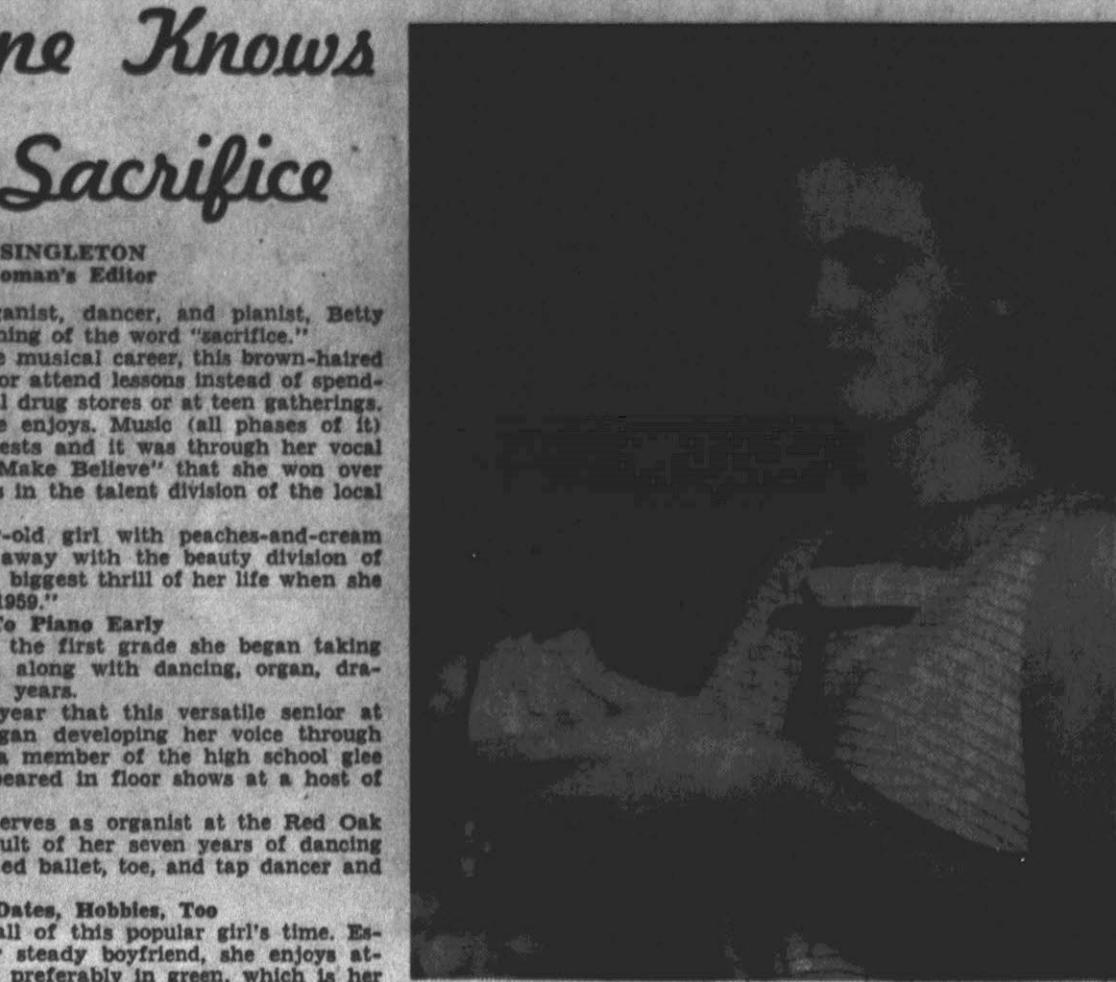 ne Knows
Sacrifice
SINGLETON
oman's Editor
ganist, dancer, and pianist, Betty
ning of the word "sacrifice."
e musical career, this brown-haired
or attend lessons instead of spend-
l drug stores or at teen gatherings.
e enjoys. Music (all phases of it)
ests and it was through her vocal
Make Believe" that she won over
s in the talent division of the local
-old girl with peaches-and-cream
away with the beauty division of
biggest thrill of her life when she
1959."
To Piano Early
the first grade she began taking
along with dancing, organ, dra-
years.
year that this versatile senior at
gan developing her voice through
a member of the high school glee
peared in floor shows at a host of
erves as organist at the Red Oak
ult of her seven years of dancing
ed ballet, toe, and tap dancer and
Dates, Hobbies, Too
all of this popular girl's time. Es-
steady boyfriend, she enjoys at-
preferably in green, which is her